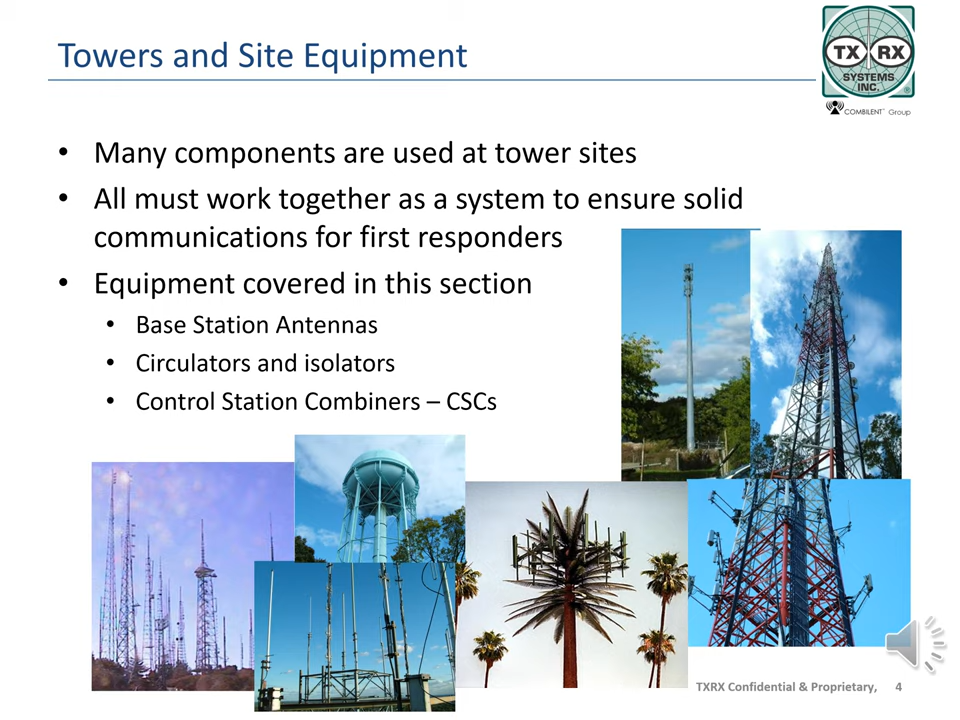 Towers and Site Equipment
TX RX
SYSTEMS
INC.
®
COMBILENT™ Group
• Many components are used at tower sites
• All must work together as a system to ensure solid
communications for first responders
• Equipment covered in this section
• Base Station Antennas
• Circulators and isolators
• Control Station Combiners – CSCs
TXRX Confidential & Proprietary, 4